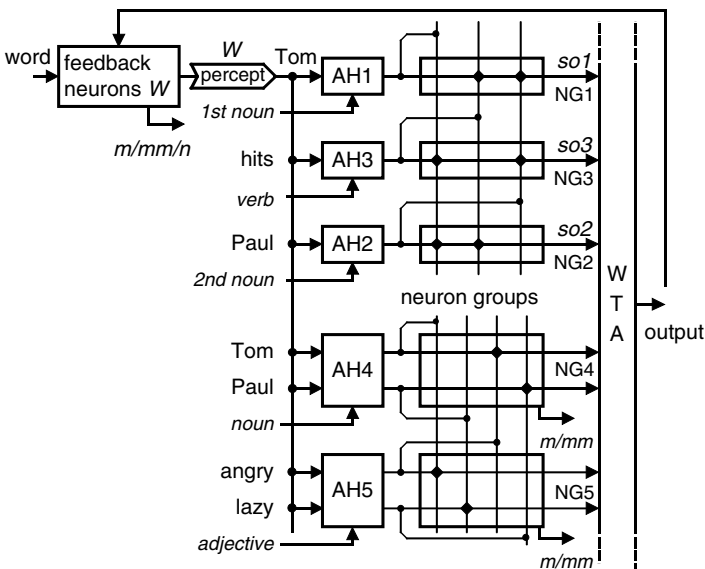 word
feedback
neurons W
W
percept
Tom
m/mm/n
AH1
1st noun
so1
NG1
hits
AH3
verb
so3
NG3
Paul
AH2
2nd noun
so2
NG2
neuron groups
W
T
A
output
Tom
Paul
AH4
noun
NG4
m/mm
angry
lazy
AH5
adjective
NG5
m/mm